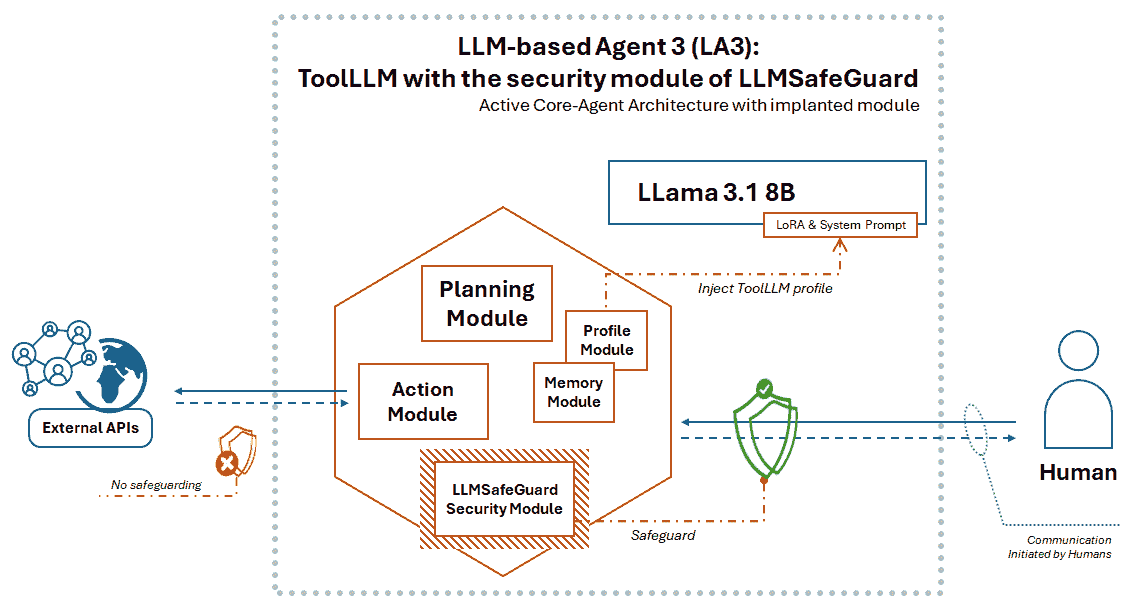 LLM-based Agent 3 (LA3):
ToolLLM with the security module of LLMSafeGuard
Active Core-Agent Architecture with implanted module
LLama 3.1 8B
LoRA & System Prompt
Inject ToolLLM profile
Planning
Module
Profile
Module
Memory
Module
Action
Module
LLMSafeGuard
Security Module
External APIs
No safeguarding
Safeguard
Human
Communication
Initiated by Humans